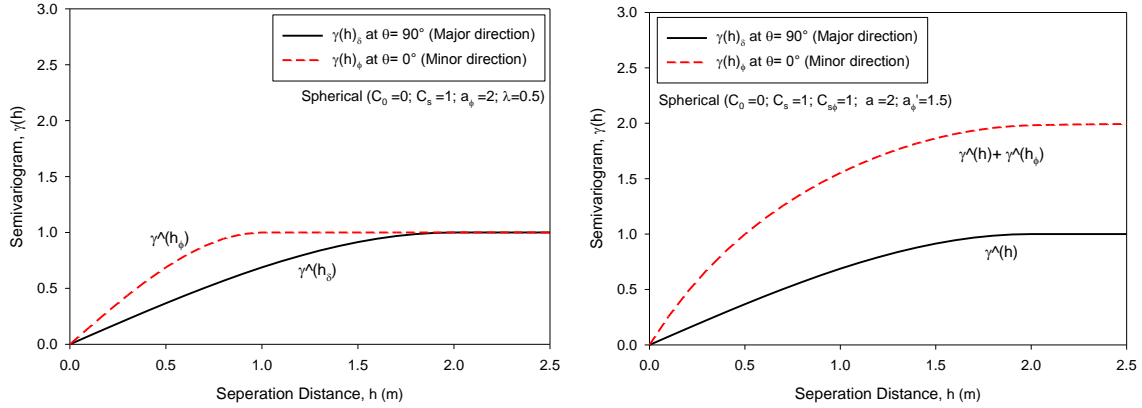 3.0
2.5
2.0
1.5
1.0
0.5
0.0
Semivariogram, γ(h)
γ(h)δ at θ= 90° (Major direction)
γ(h)ϕ at θ= 0° (Minor direction)
Spherical (C0 =0; Cs =1; aϕ =2; λ=0.5)
γ^(hϕ)
γ^(hδ)
0.0 0.5 1.0 1.5 2.0 2.5
Seperation Distance, h (m)
3.0
2.5
2.0
1.5
1.0
0.5
0.0
Semivariogram, γ(h)
γ(h)δ at θ= 90° (Major direction)
γ(h)ϕ at θ= 0° (Minor direction)
Spherical (C0 =0; Cs =1; Csϕ=1; a =2; aϕ'=1.5)
γ^(h)+ γ^(hϕ)
γ^(h)
0.0 0.5 1.0 1.5 2.0 2.5
Seperation Distance, h (m)